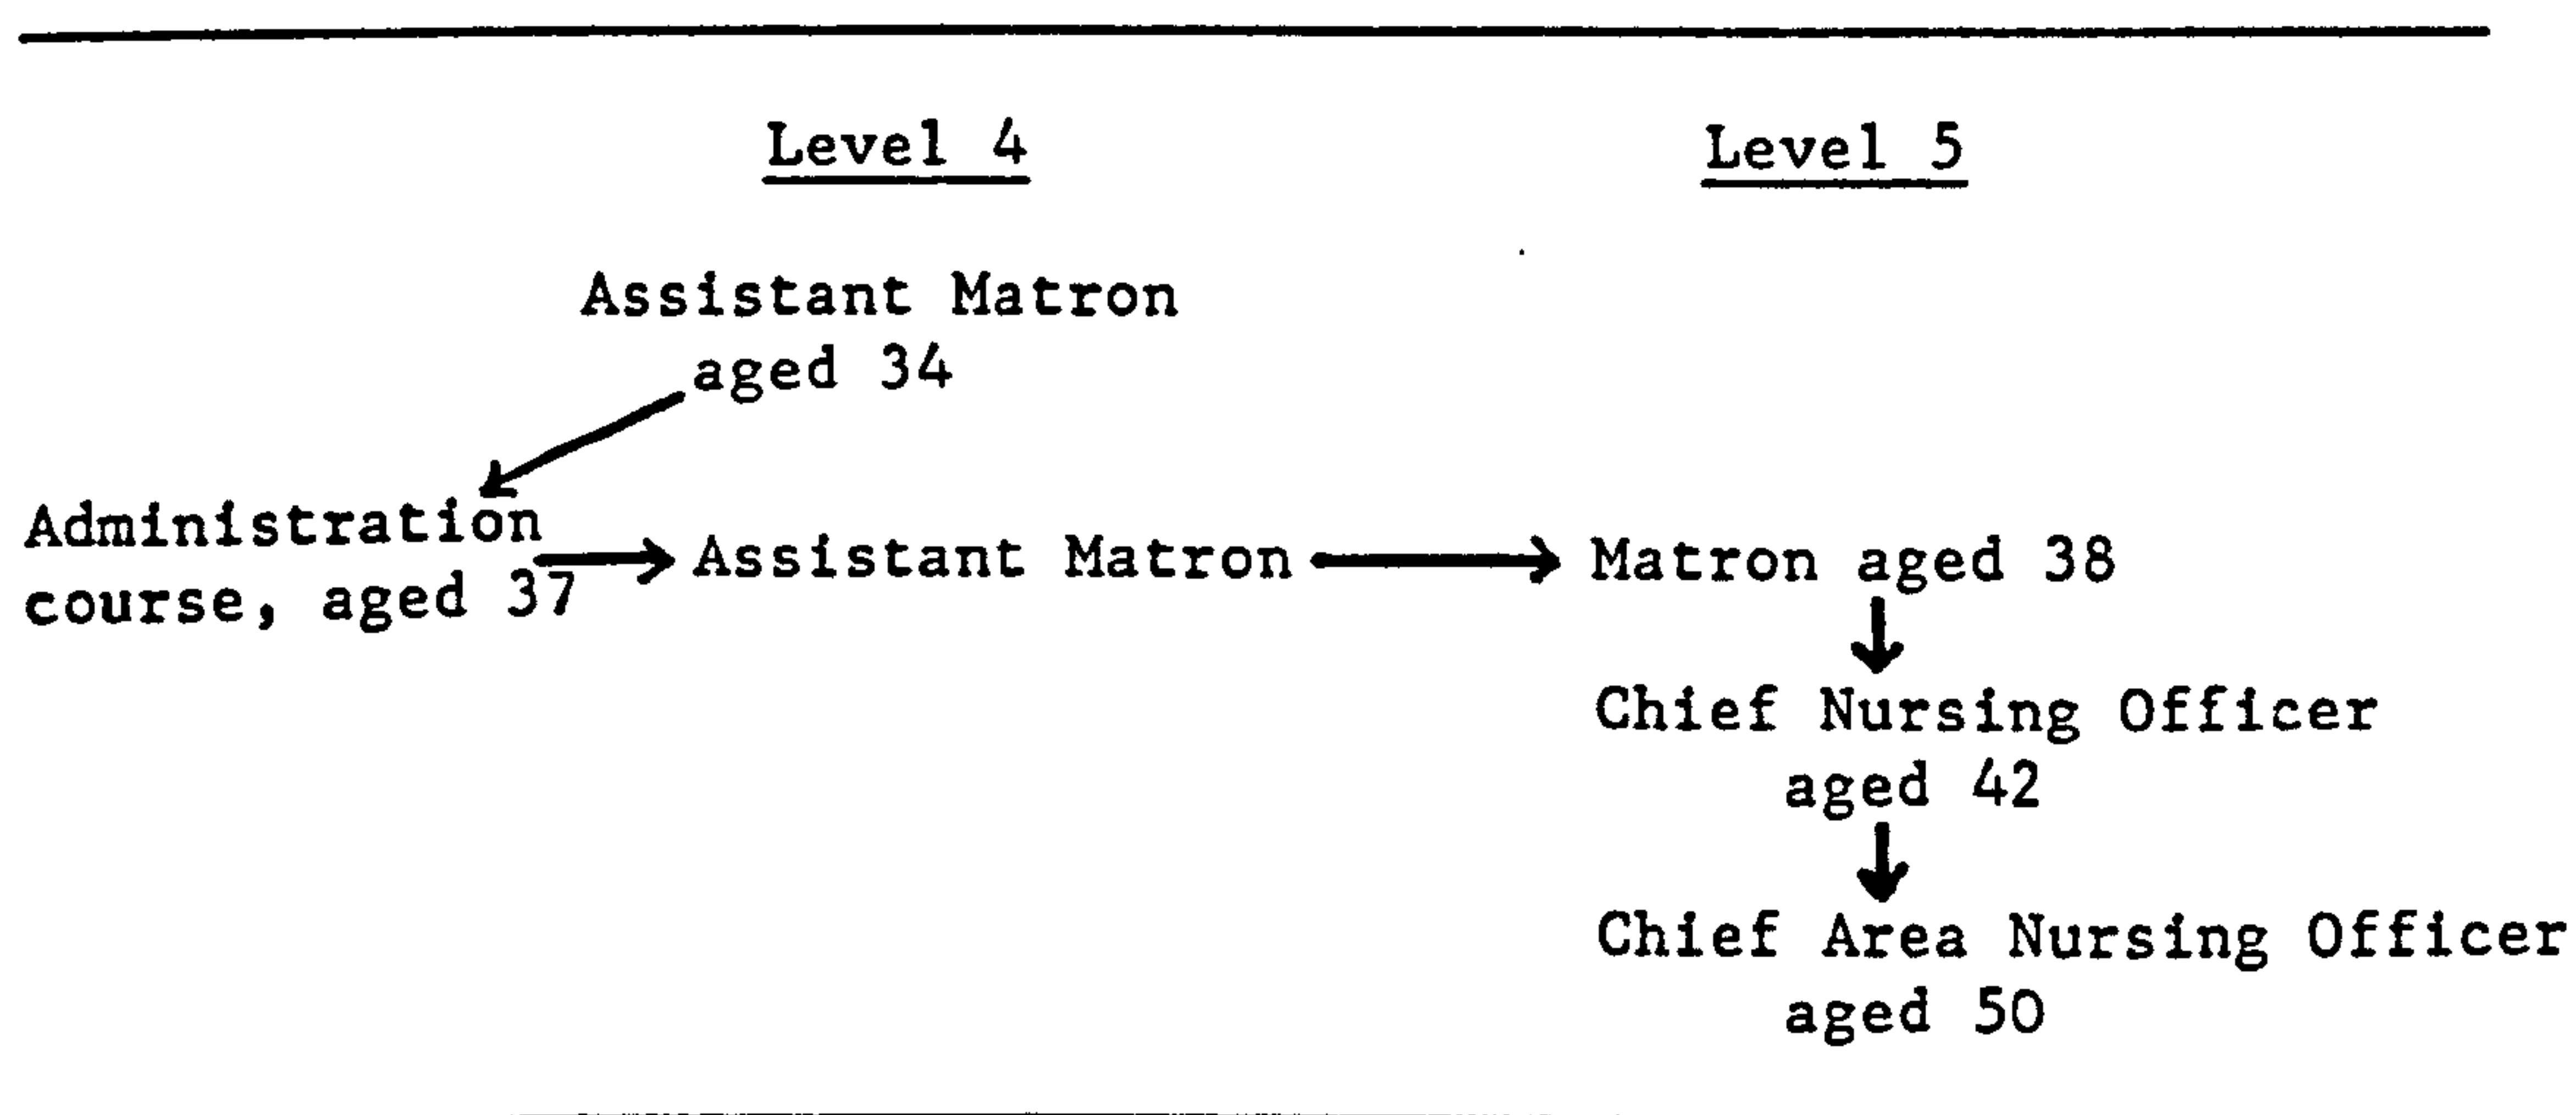 Level 4
Level 5
Assistant Matron
aged 34
Administration
course, aged 37
Assistant Matron
Matron aged 38
Chief Nursing Officer
aged 42
Chief Area Nursing Officer
aged 50